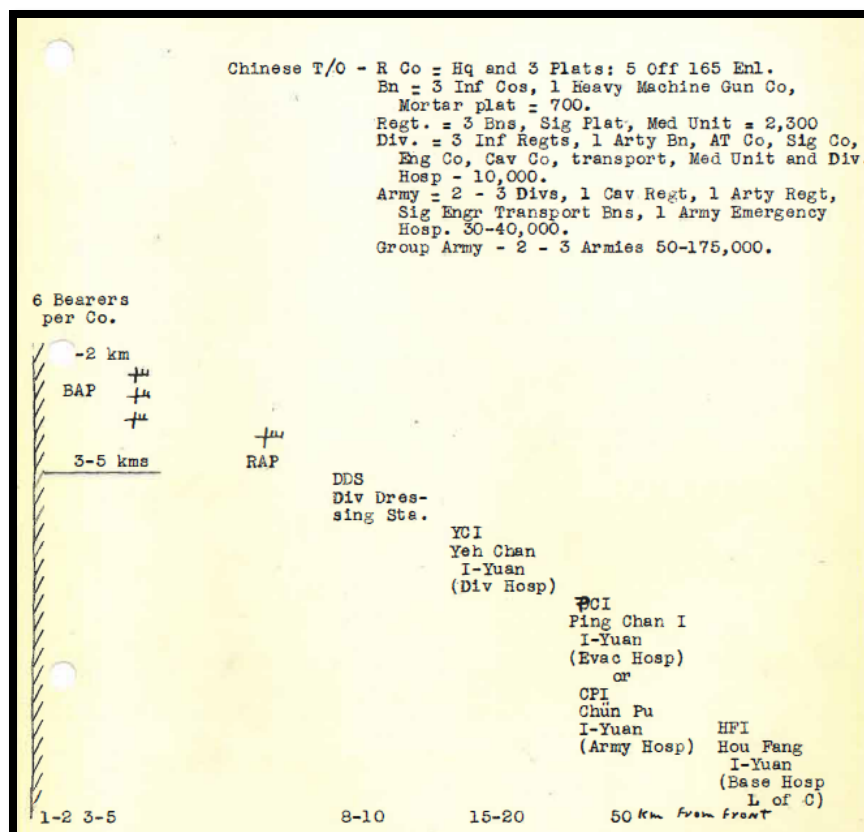 Chinese T/O - R Co = Hq and 3 Plats: 5 Off 165 Enl.
Bn = 3 Inf Cos, 1 Heavy Machine Gun Co,
Mortar plat = 700.
Regt. = 3 Bns, Sig Plat, Med Unit = 2,300
Div. = 3 Inf Regts, 1 Arty Bn, AT Co, Sig Co,
Eng Co, Cav Co, transport, Med Unit and Div.
Hosp - 10,000.
Army = 2 - 3 Divs, 1 Cav Regt, 1 Arty Regt,
Sig Engr Transport Bns, 1 Army Emergency
Hosp. 30-40,000.
Group Army - 2 - 3 Armies 50-175,000.
6 Bearers
per Co.
-2 km
BAP
3-5 kms
RAP
DDS
Div Dres-
sing Sta.
YCI
Yeh Chan
I-Yuan
(Div Hosp)
PCI
Ping Chan I
I-Yuan
(Evac Hosp)
or
CPI
Chün Pu
I-Yuan
(Army Hosp)
HFI
Hou Fang
I-Yuan
(Base Hosp
L of C)
1-2 3-5 8-10 15-20 50 km from front